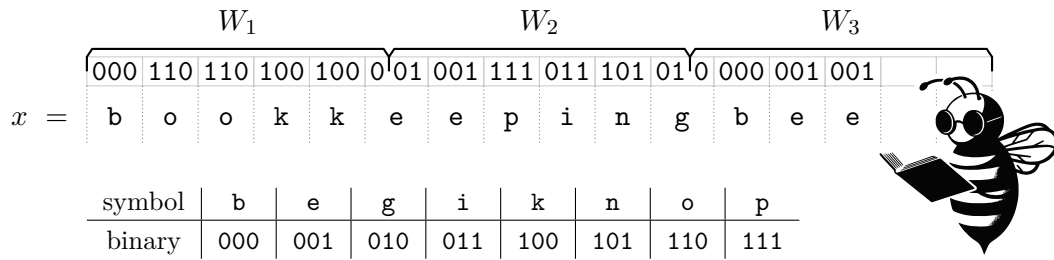 W₁ W₂ W₃
000 110 110 100 100 0 01 001 111 011 101 01 0 000 001 001
x = b o o k k e e p i n g b e e
symbol b e g i k n o p
binary 000 001 010 011 100 101 110 111